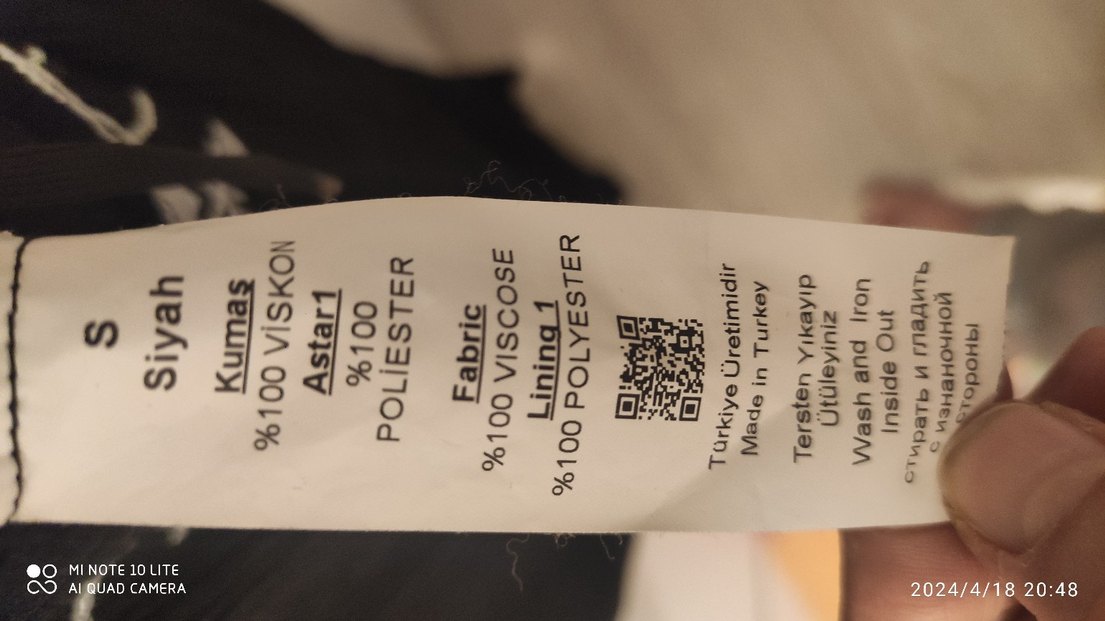 S
Siyah
Kumaş
%100 VİSKON
Astar1
%100
POLİESTER
Fabric
%100 VISCOSE
Lining 1
%100 POLYESTER
Türkiye Üretimidir
Made in Turkey
Tersten Yıkayıp
Ütüleyiniz
Wash and Iron
Inside Out
стирать и гладить
с изнаночной
стороны
MI NOTE 10 LITE
AI QUAD CAMERA
2024/4/18 20:48